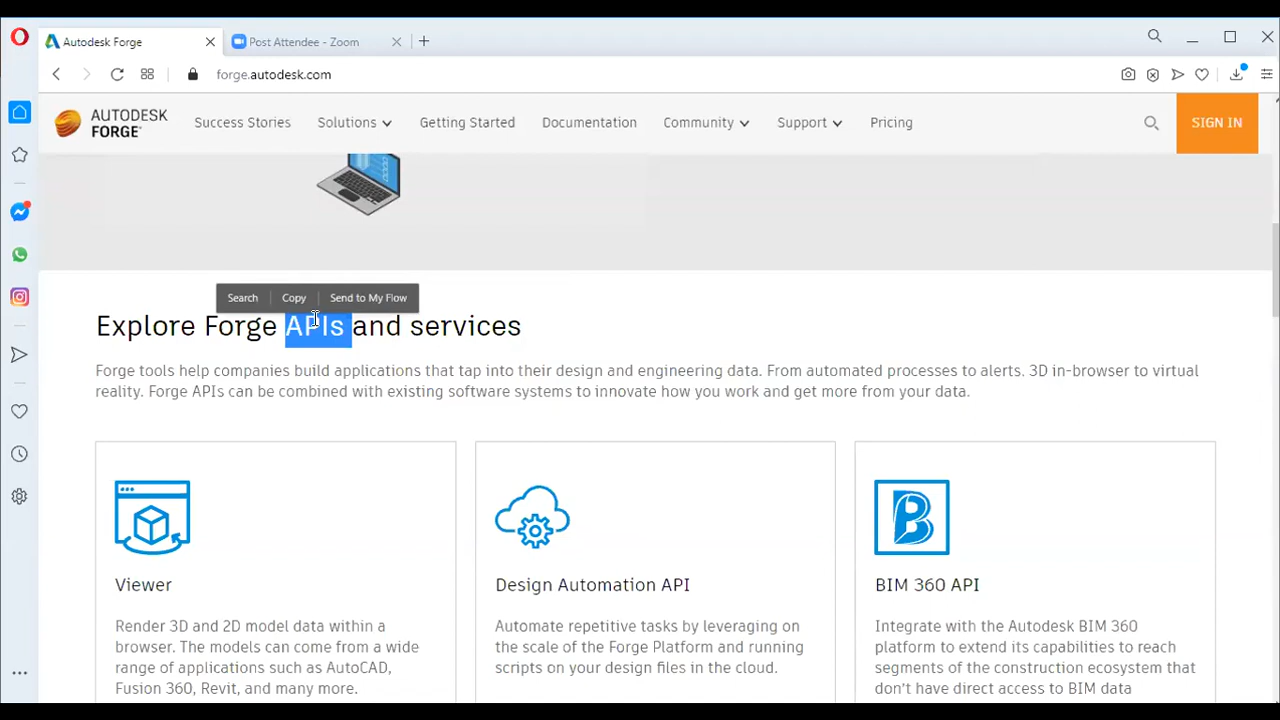 Autodesk Forge
Post Attendee - Zoom
forge.autodesk.com
AUTODESK
FORGE
Success Stories
Solutions
Getting Started
Documentation
Community
Support
Pricing
SIGN IN
Search
Copy
Send to My Flow
Explore Forge APIs and services
Forge tools help companies build applications that tap into their design and engineering data. From automated processes to alerts. 3D in-browser to virtual
reality. Forge APIs can be combined with existing software systems to innovate how you work and get more from your data.
Viewer
Render 3D and 2D model data within a
browser. The models can come from a wide
range of applications such as AutoCAD,
Fusion 360, Revit, and many more.
Design Automation API
Automate repetitive tasks by leveraging on
the scale of the Forge Platform and running
scripts on your design files in the cloud.
BIM 360 API
Integrate with the Autodesk BIM 360
platform to extend its capabilities to reach
segments of the construction ecosystem that
don't have direct access to BIM data